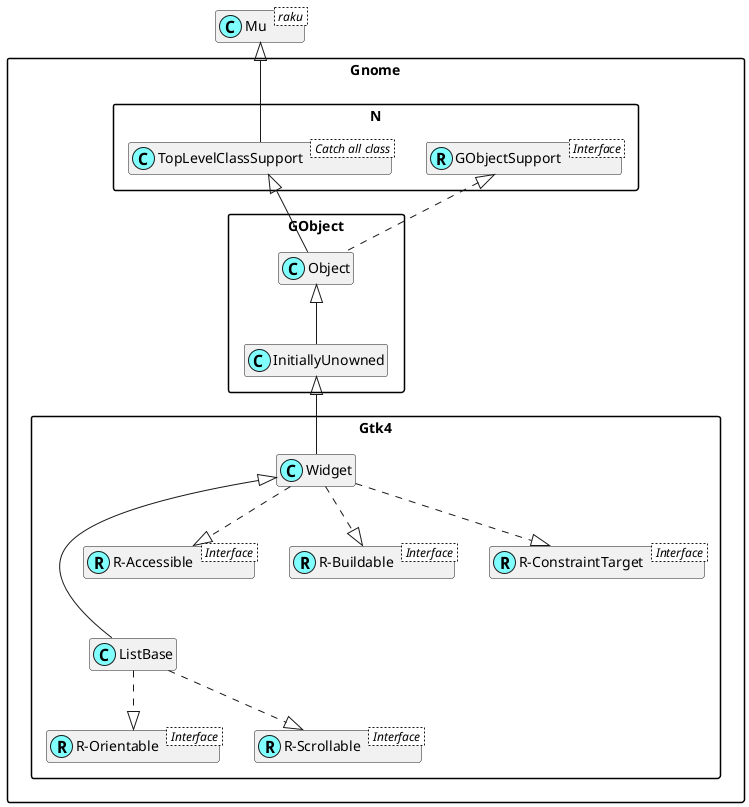 C Mu raku
Gnome
N
C TopLevelClassSupport Catch all class
R GObjectSupport Interface
GObject
C Object
C InitiallyUnowned
Gtk4
C Widget
R R-Accessible Interface
R R-Buildable Interface
R R-ConstraintTarget Interface
C ListBase
R R-Orientable Interface
R R-Scrollable Interface